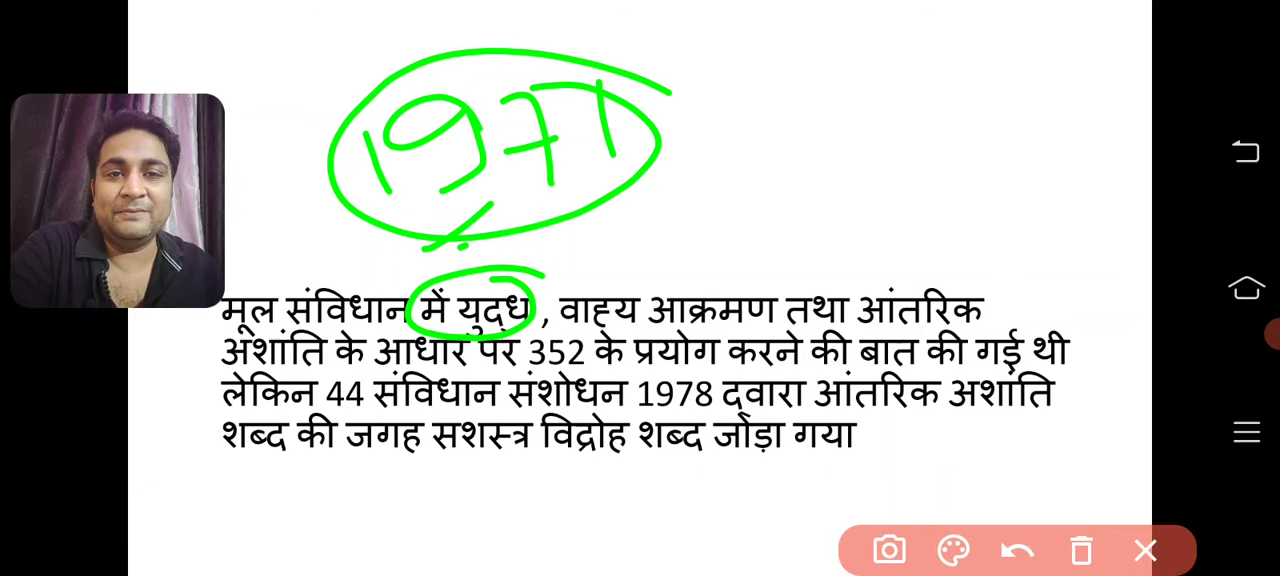 1971
मूल संविधान में युद्ध , वाह्य आक्रमण तथा आंतरिक
अशांति के आधार पर 352 के प्रयोग करने की बात की गई थी
लेकिन 44 संविधान संशोधन 1978 द्वारा आंतरिक अशांति
शब्द की जगह सशस्त्र विद्रोह शब्द जोड़ा गया